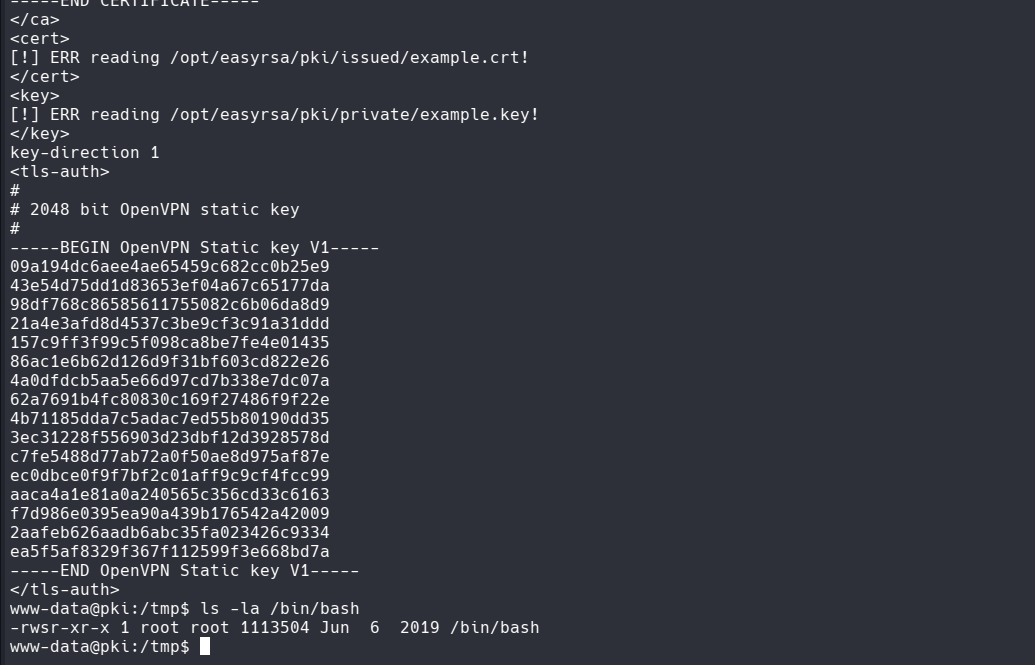 -----END CERTIFICATE-----
</ca>
<cert>
[!] ERR reading /opt/easyrsa/pki/issued/example.crt!
</cert>
<key>
[!] ERR reading /opt/easyrsa/pki/private/example.key!
</key>
key-direction 1
<tls-auth>
#
# 2048 bit OpenVPN static key
#
-----BEGIN OpenVPN Static key V1-----
09a194dc6aee4ae65459c682cc0b25e9
43e54d75dd1d83653ef04a67c65177da
98df768c86585611755082c6b06da8d9
21a4e3afd8d4537c3be9cf3c91a31ddd
157c9ff3f99c5f098ca8be7fe4e01435
86ac1e6b62d126d9f31bf603cd822e26
4a0dfdcb5aa5e66d97cd7b338e7dc07a
62a7691b4fc80830c169f27486f9f22e
4b71185dda7c5adac7ed55b80190dd35
3ec31228f556903d23dbf12d3928578d
c7fe5488d77ab72a0f50ae8d975af87e
ec0dbce0f9f7bf2c01aff9c9cf4fcc99
aaca4a1e81a0a240565c356cd33c6163
f7d986e0395ea90a439b176542a42009
2aafeb626aadb6abc35fa023426c9334
ea5f5af8329f367f112599f3e668bd7a
-----END OpenVPN Static key V1-----
</tls-auth>
www-data@pki:/tmp$ ls -la /bin/bash
-rwsr-xr-x 1 root root 1113504 Jun  6  2019 /bin/bash
www-data@pki:/tmp$